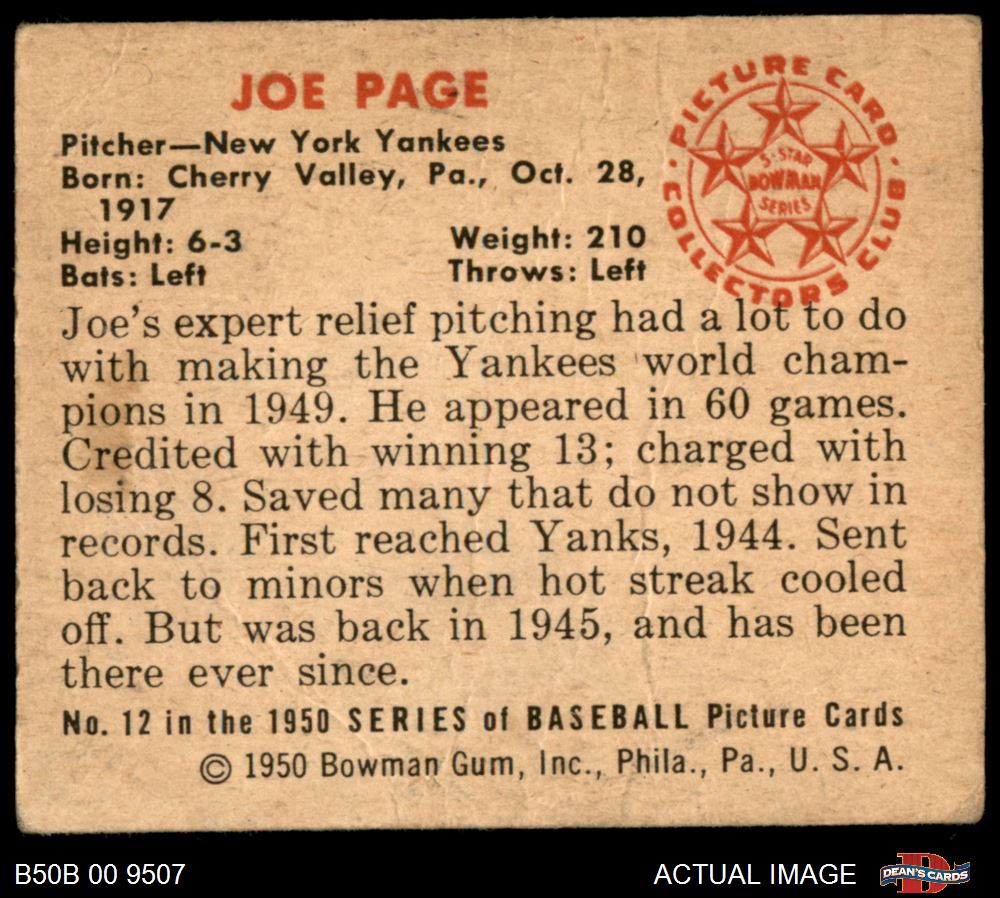 JOE PAGE
Pitcher—New York Yankees
Born: Cherry Valley, Pa., Oct. 28,
1917
Height: 6-3 Weight: 210
Bats: Left Throws: Left
PICTURE CARD
COLLECTORS CLUB
5-STAR
BOWMAN
SERIES
Joe's expert relief pitching had a lot to do
with making the Yankees world cham-
pions in 1949. He appeared in 60 games.
Credited with winning 13; charged with
losing 8. Saved many that do not show in
records. First reached Yanks, 1944. Sent
back to minors when hot streak cooled
off. But was back in 1945, and has been
there ever since.
No. 12 in the 1950 SERIES of BASEBALL Picture Cards
© 1950 Bowman Gum, Inc., Phila., Pa., U. S. A.
B50B 00 9507 ACTUAL IMAGE
D
DEAN'S CARDS